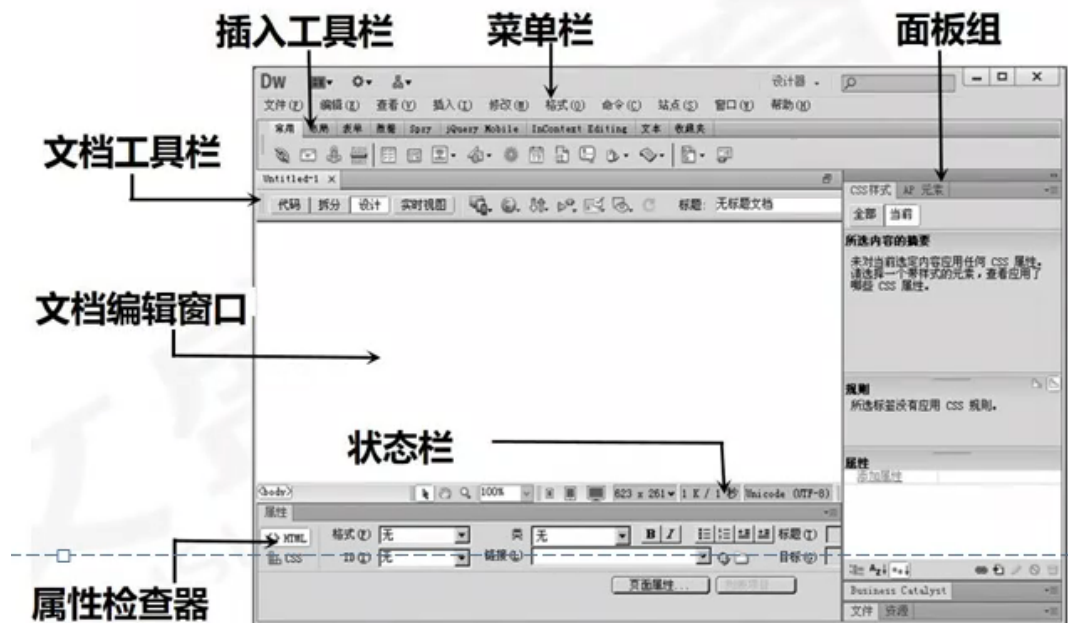 插入工具栏 菜单栏 面板组
Dw 设计器
文件(F) 编辑(E) 查看(V) 插入(I) 修改(M) 格式(O) 命令(C) 站点(S) 窗口(W) 帮助(H)
常用 布局 表单 数据 Spry jQuery Mobile InContext Editing 文本 收藏夹
文档工具栏
Untitled-1 ×
CSS样式 AP 元素
代码 拆分 设计 实时视图 标题: 无标题文档
全部 当前
所选内容的摘要
未对当前选定内容应用任何 CSS 属性。
请选择一个带样式的元素，查看应用了
哪些 CSS 属性。
文档编辑窗口
规则
所选标签没有应用 CSS 规则。
状态栏
属性
添加属性
<body> 100% 623 x 261 1 K / 1 秒 Unicode (UTF-8)
属性
<> HTML 格式(F) 无 类 无 B I 标题(T)
CSS ID(I) 无 链接(L) 目标(G)
页面属性...
Business Catalyst
文件 资源
属性检查器